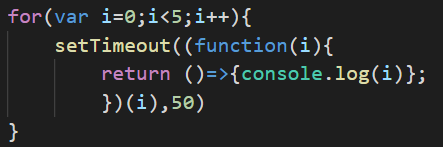 for(var i=0;i<5;i++){
    setTimeout((function(i){
        return ()=>{console.log(i)};
        })(i),50)
}